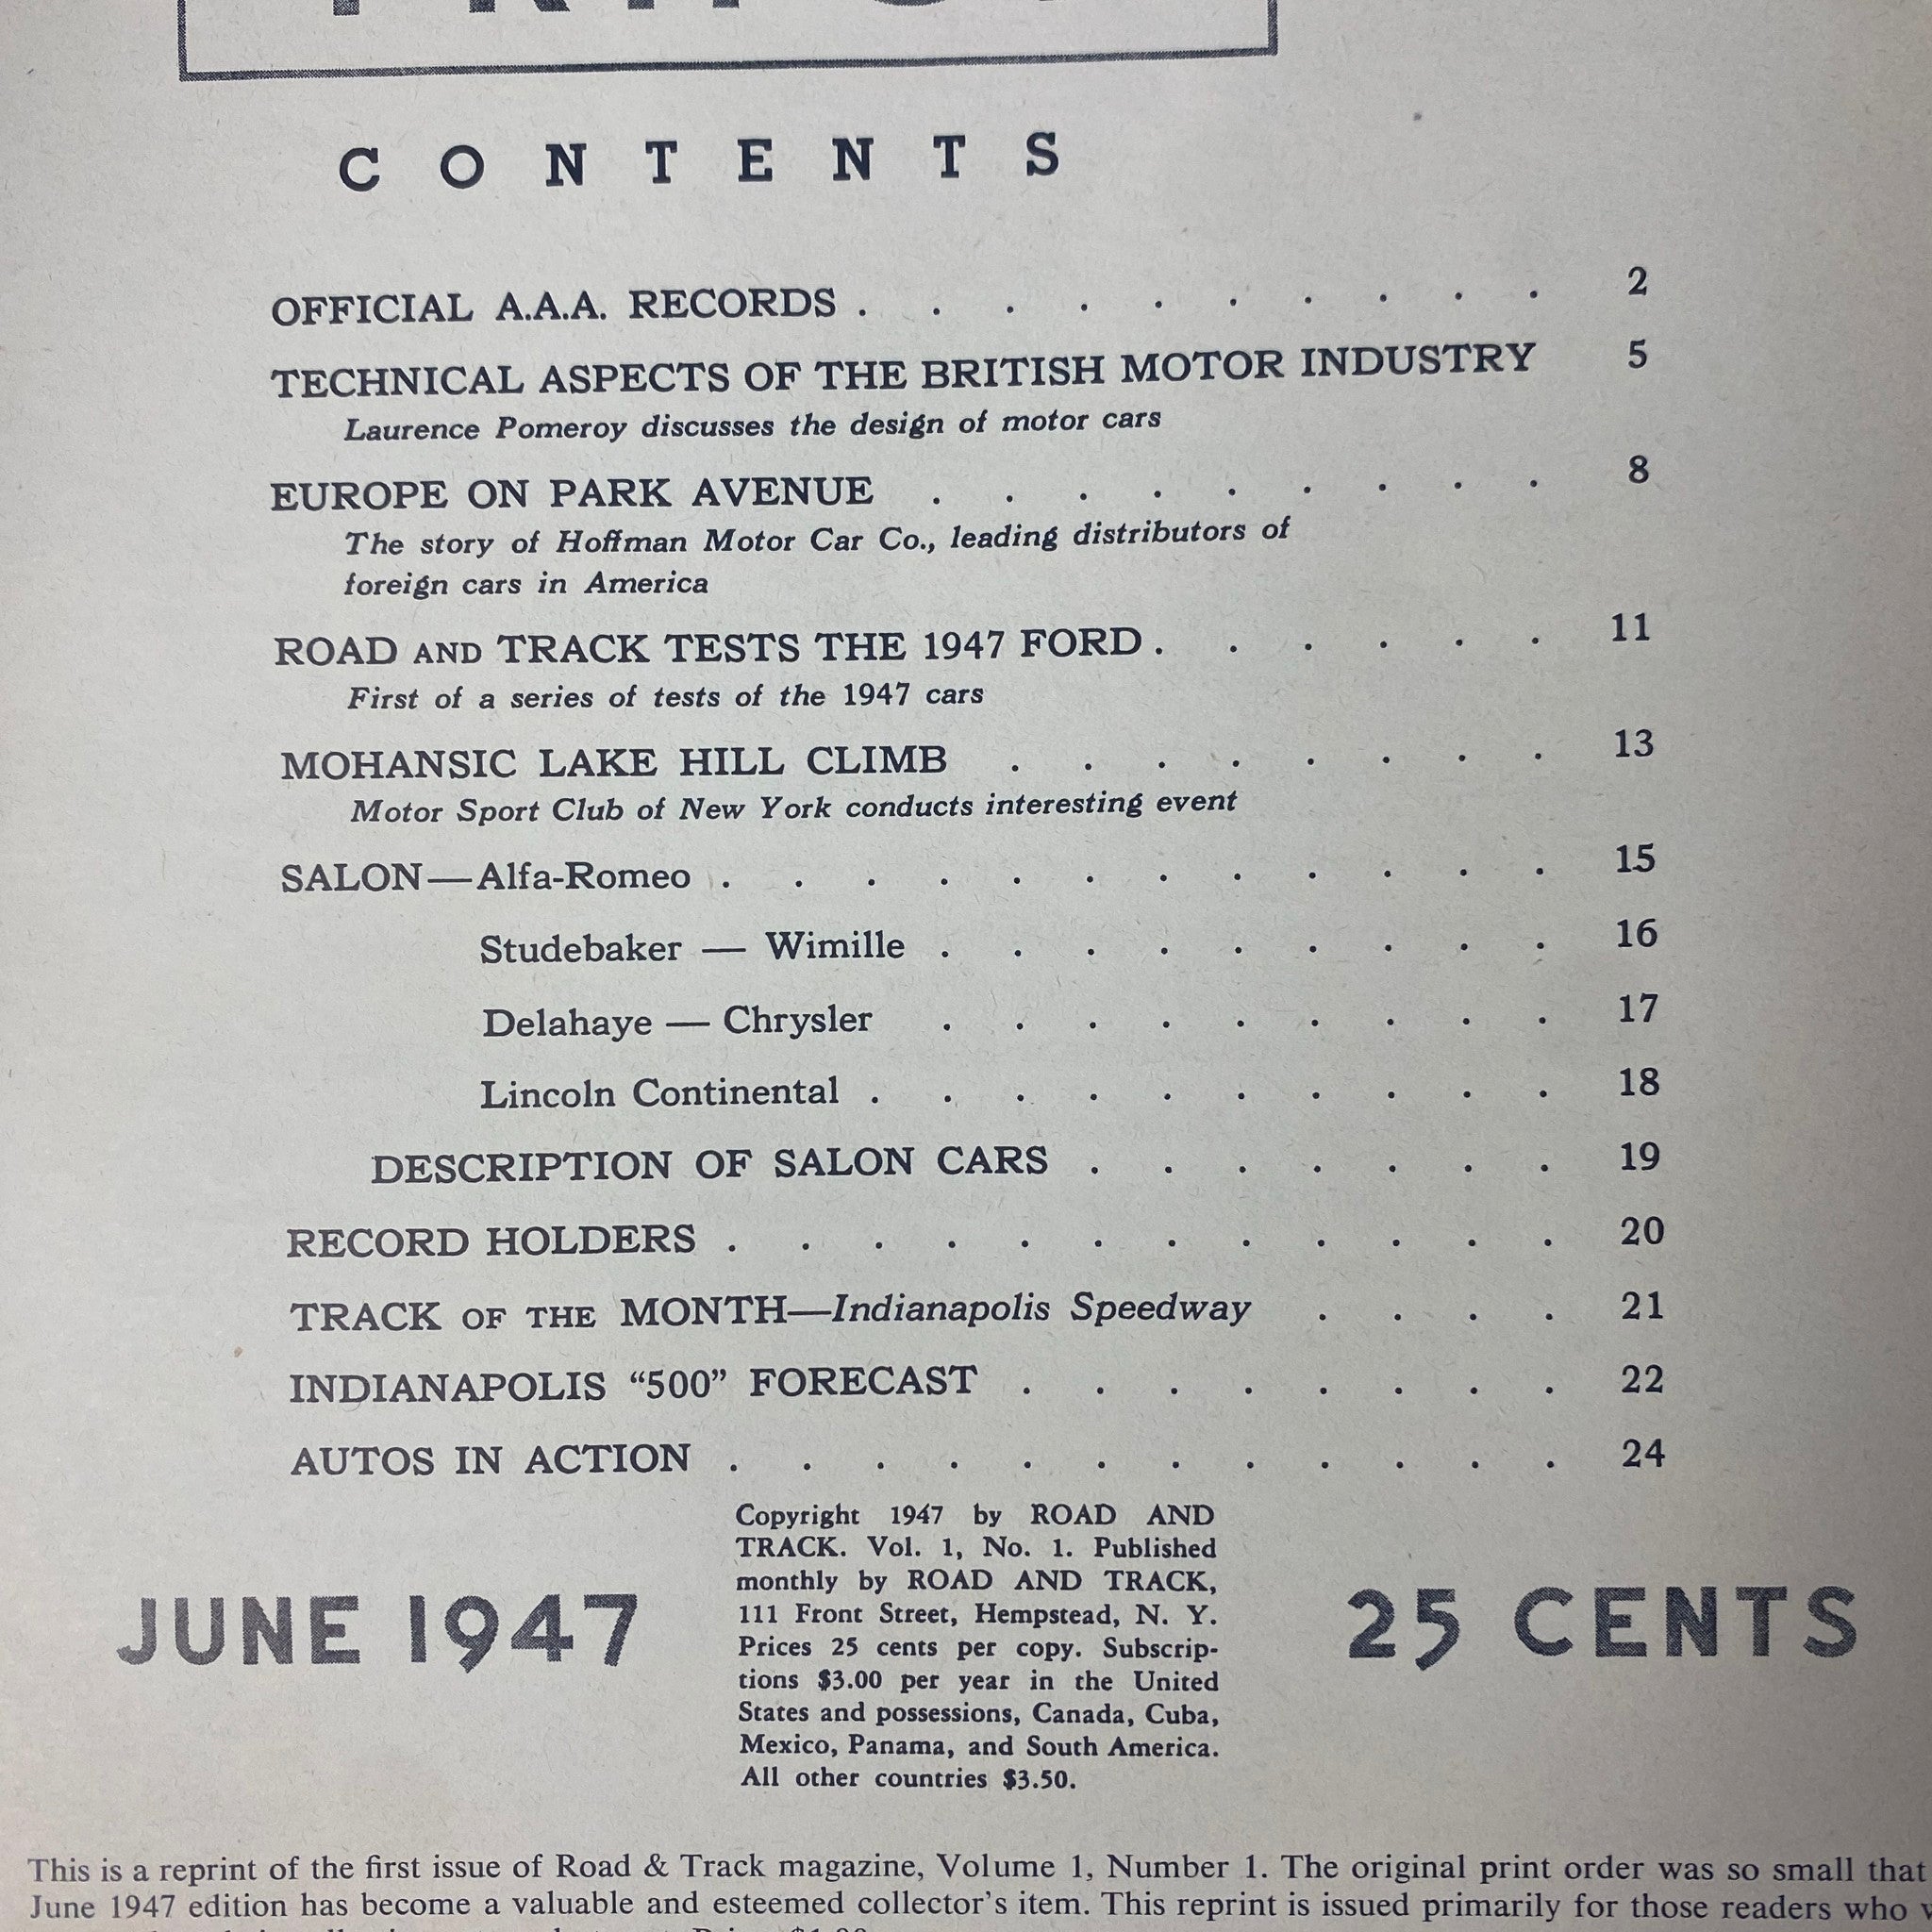 CONTENTS
OFFICIAL A.A.A. RECORDS . . . . . . . . . . 2
TECHNICAL ASPECTS OF THE BRITISH MOTOR INDUSTRY 5
Laurence Pomeroy discusses the design of motor cars
EUROPE ON PARK AVENUE . . . . . . . . . 8
The story of Hoffman Motor Car Co., leading distributors of
foreign cars in America
ROAD AND TRACK TESTS THE 1947 FORD . . . . . . 11
First of a series of tests of the 1947 cars
MOHANSIC LAKE HILL CLIMB . . . . . . . . 13
Motor Sport Club of New York conducts interesting event
SALON—Alfa-Romeo . . . . . . . . . . . . 15
Studebaker — Wimille . . . . . . . . . 16
Delahaye — Chrysler . . . . . . . . . 17
Lincoln Continental . . . . . . . . . . 18
DESCRIPTION OF SALON CARS . . . . . . . 19
RECORD HOLDERS . . . . . . . . . . . . 20
TRACK OF THE MONTH—Indianapolis Speedway . . . . 21
INDIANAPOLIS “500” FORECAST . . . . . . . . 22
AUTOS IN ACTION . . . . . . . . . . . . 24
Copyright 1947 by ROAD AND
TRACK. Vol. 1, No. 1. Published
monthly by ROAD AND TRACK,
111 Front Street, Hempstead, N. Y.
Prices 25 cents per copy. Subscrip-
tions $3.00 per year in the United
States and possessions, Canada, Cuba,
Mexico, Panama, and South America.
All other countries $3.50.
JUNE 1947
25 CENTS
This is a reprint of the first issue of Road & Track magazine, Volume 1, Number 1. The original print order was so small that
June 1947 edition has become a valuable and esteemed collector's item. This reprint is issued primarily for those readers who